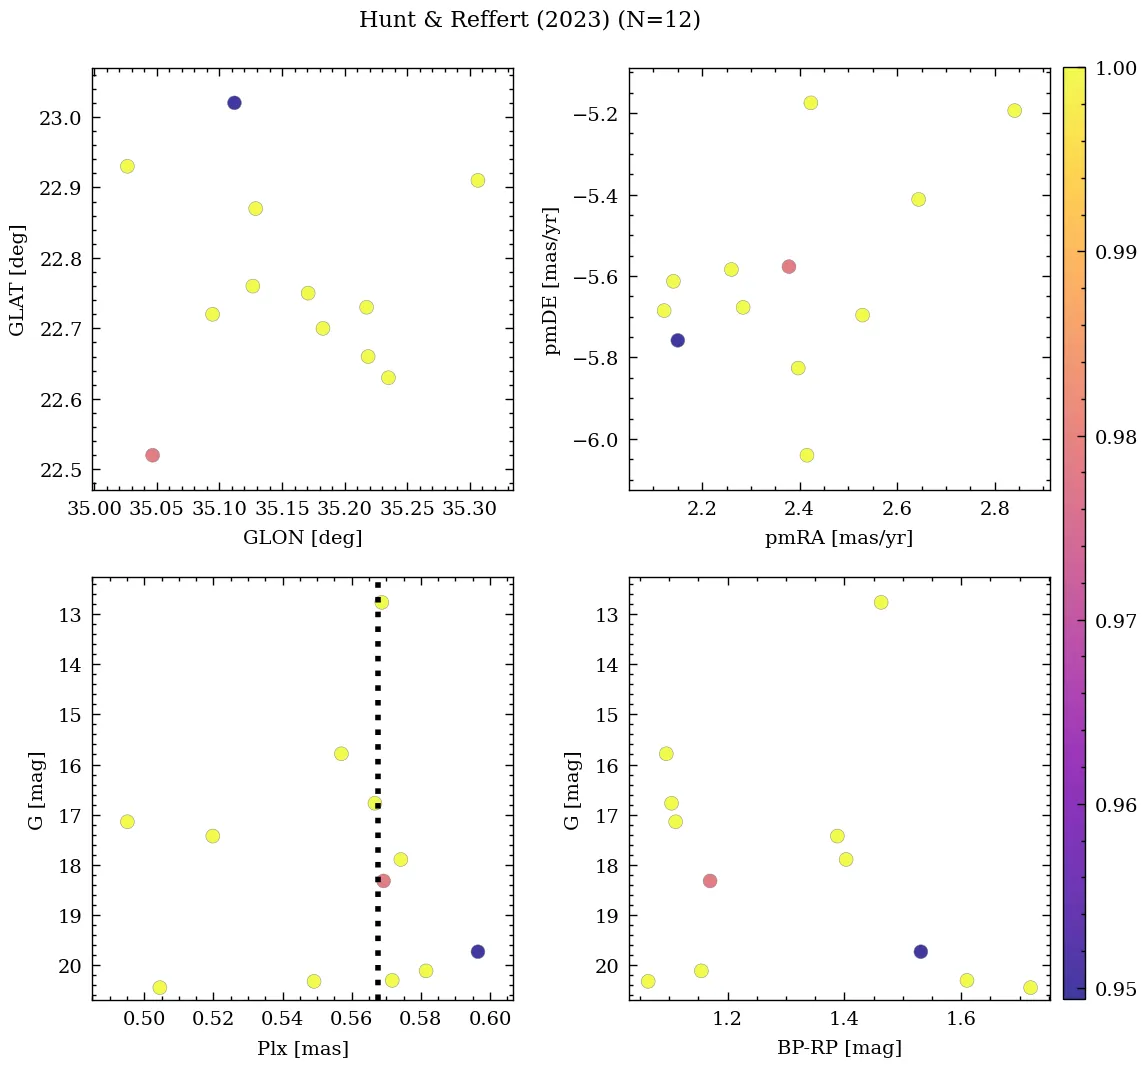 Hunt & Reffert (2023) (N=12)
23.0
22.9
22.8
22.7
22.6
22.5
GLAT [deg]
35.00 35.05 35.10 35.15 35.20 35.25 35.30
GLON [deg]
−5.2
−5.4
−5.6
−5.8
−6.0
pmDE [mas/yr]
2.2 2.4 2.6 2.8
pmRA [mas/yr]
1.00
0.99
0.98
0.97
0.96
0.95
13
14
15
16
17
18
19
20
G [mag]
0.50 0.52 0.54 0.56 0.58 0.60
Plx [mas]
13
14
15
16
17
18
19
20
G [mag]
1.2 1.4 1.6
BP-RP [mag]